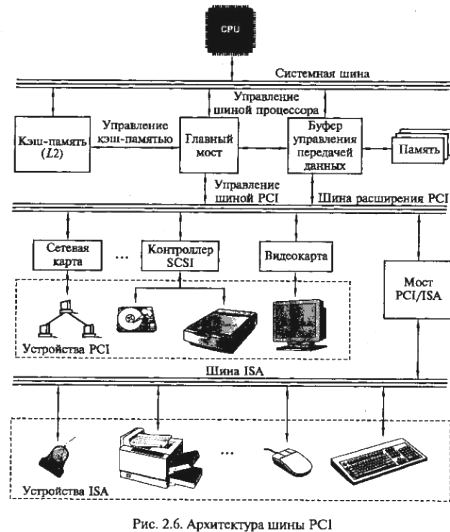 CPU
Системная шина
Управление
шиной процессора
Кэш-память
(L2)
Управление
кэш-памятью
Главный
мост
Буфер
управления
передачей
данных
Память
Управление
шиной PCI
Шина расширения PCI
Сетевая
карта
...
Контроллер
SCSI
Видеокарта
Мост
PCI/ISA
Устройства PCI
Шина ISA
...
Устройства ISA
Рис. 2.6. Архитектура шины PCI